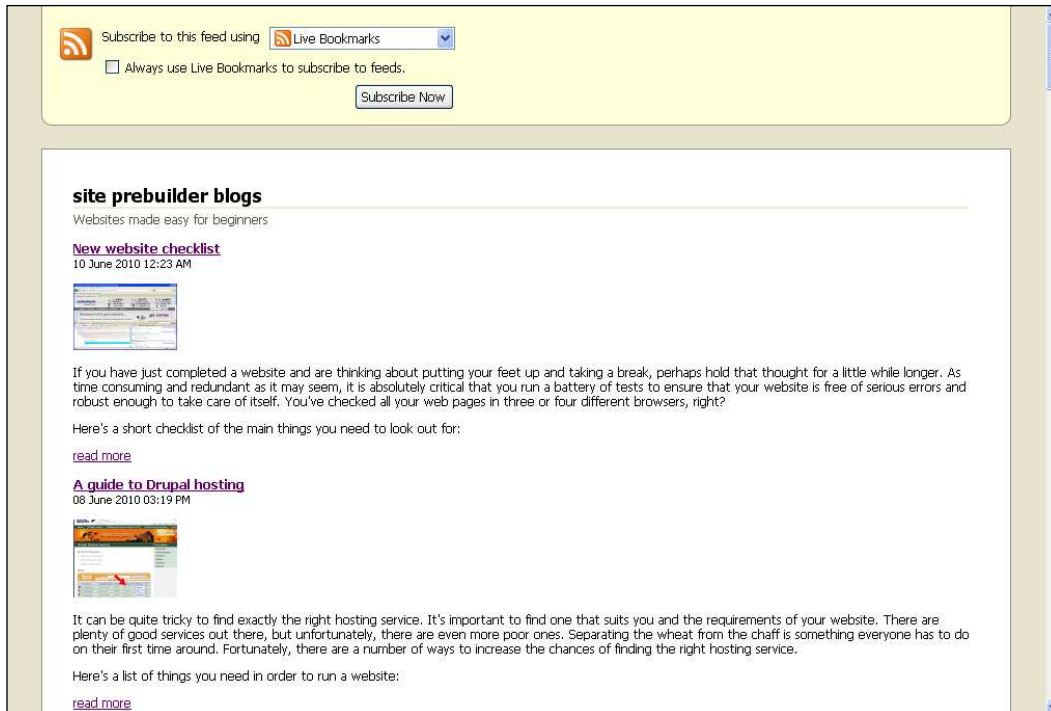 Subscribe to this feed using Live Bookmarks
Always use Live Bookmarks to subscribe to feeds.
Subscribe Now
site prebuilder blogs
Websites made easy for beginners
New website checklist
10 June 2010 12:23 AM
If you have just completed a website and are thinking about putting your feet up and taking a break, perhaps hold that thought for a little while longer. As
time consuming and redundant as it may seem, it is absolutely critical that you run a battery of tests to ensure that your website is free of serious errors and
robust enough to take care of itself. You've checked all your web pages in three or four different browsers, right?
Here's a short checklist of the main things you need to look out for:
read more
A guide to Drupal hosting
08 June 2010 03:19 PM
It can be quite tricky to find exactly the right hosting service. It's important to find one that suits you and the requirements of your website. There are
plenty of good services out there, but unfortunately, there are even more poor ones. Separating the wheat from the chaff is something everyone has to do
on their first time around. Fortunately, there are a number of ways to increase the chances of finding the right hosting service.
Here's a list of things you need in order to run a website:
read more